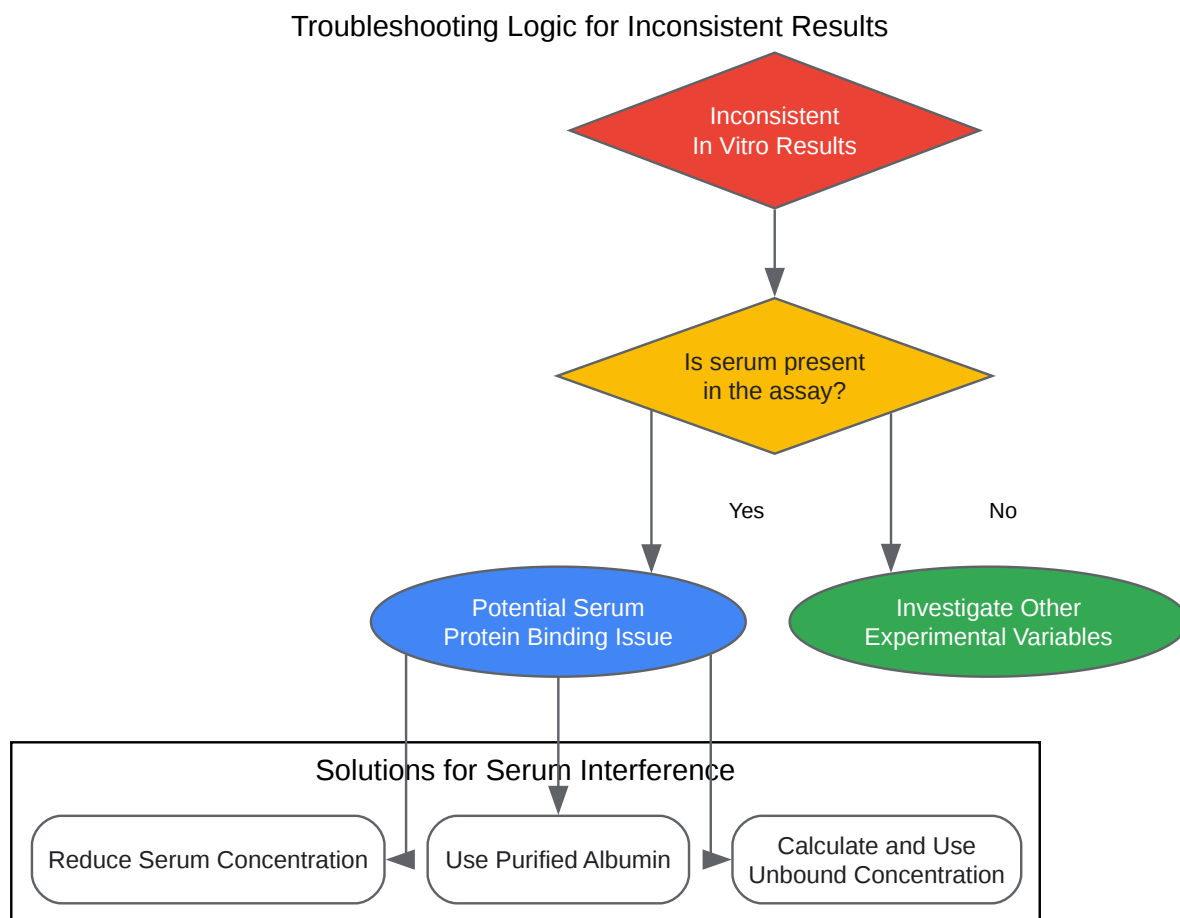 Troubleshooting Logic for Inconsistent Results
Inconsistent
In Vitro Results
Is serum present
in the assay?
Yes
No
Potential Serum
Protein Binding Issue
Investigate Other
Experimental Variables
Solutions for Serum Interference
Reduce Serum Concentration
Use Purified Albumin
Calculate and Use
Unbound Concentration